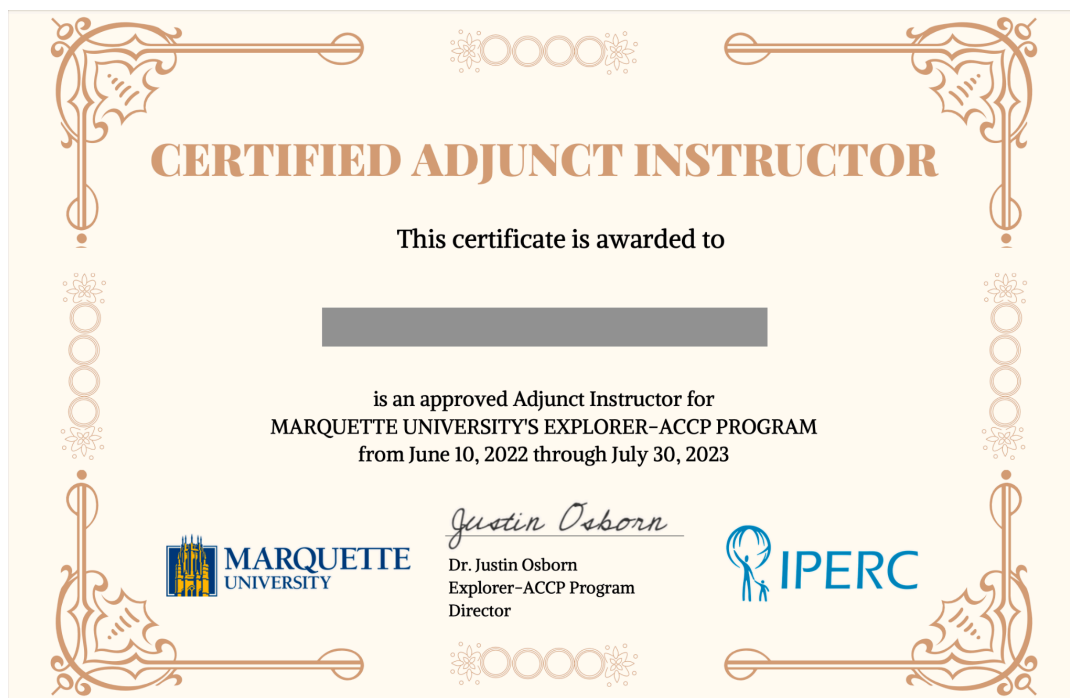 CERTIFIED ADJUNCT INSTRUCTOR
This certificate is awarded to
is an approved Adjunct Instructor for
MARQUETTE UNIVERSITY'S EXPLORER-ACCP PROGRAM
from June 10, 2022 through July 30, 2023
Justin Osborn
MARQUETTE
UNIVERSITY
Dr. Justin Osborn
Explorer-ACCP Program
Director
IPERC